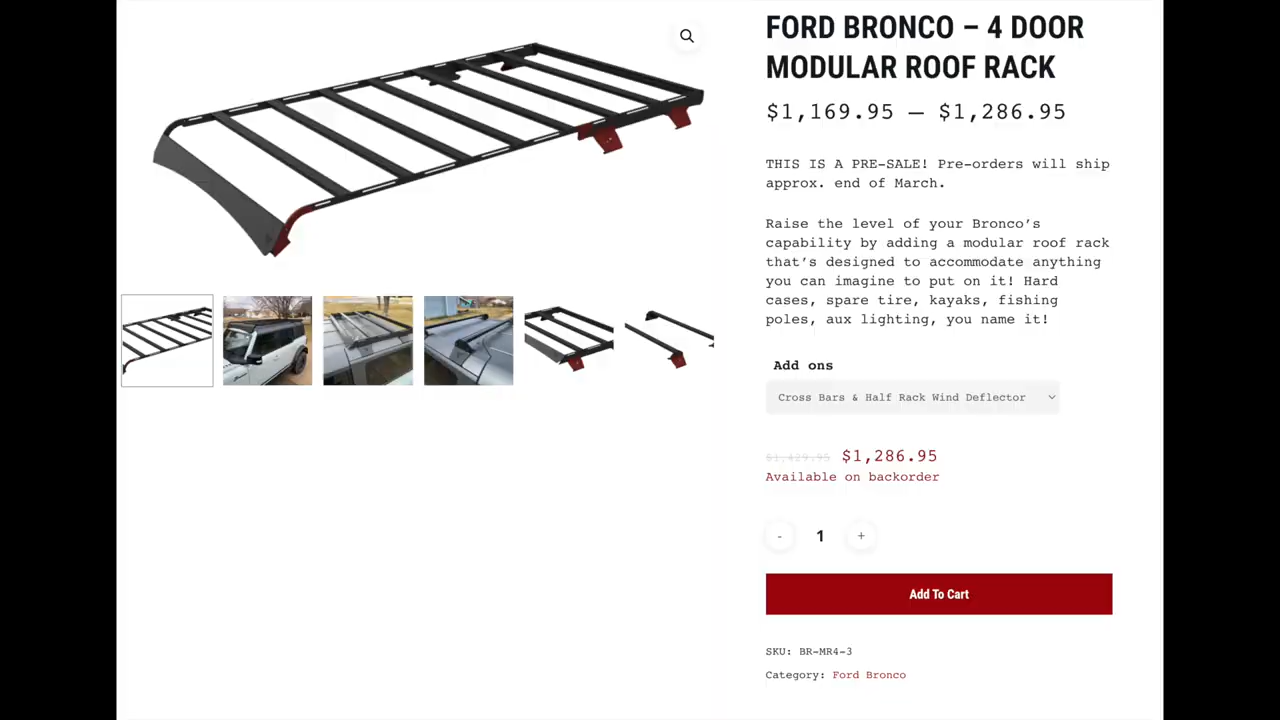 FORD BRONCO – 4 DOOR
MODULAR ROOF RACK
$1,169.95 — $1,286.95
THIS IS A PRE-SALE! Pre-orders will ship
approx. end of March.
Raise the level of your Bronco’s
capability by adding a modular roof rack
that’s designed to accommodate anything
you can imagine to put on it! Hard
cases, spare tire, kayaks, fishing
poles, aux lighting, you name it!
Add ons
Cross Bars & Half Rack Wind Deflector
$1,429.95 $1,286.95
Available on backorder
- 1 +
Add To Cart
SKU: BR-MR4-3
Category: Ford Bronco